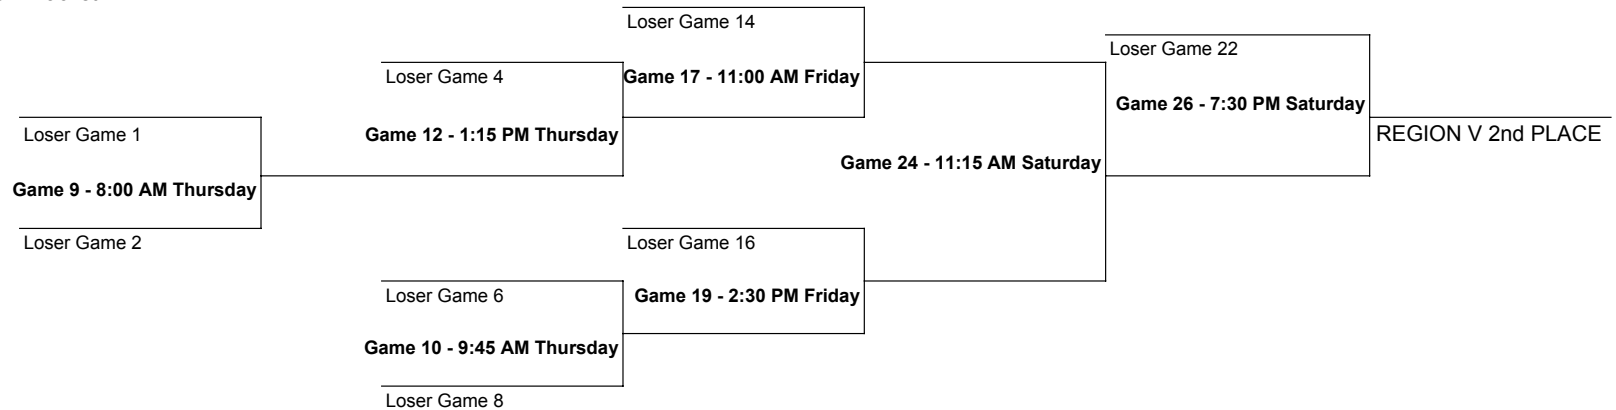 Loser Game 14
Loser Game 22
Loser Game 4
Game 17 - 11:00 AM Friday
Game 26 - 7:30 PM Saturday
Loser Game 1
Game 12 - 1:15 PM Thursday
REGION V 2nd PLACE
Game 24 - 11:15 AM Saturday
Game 9 - 8:00 AM Thursday
Loser Game 2
Loser Game 16
Loser Game 6
Game 19 - 2:30 PM Friday
Game 10 - 9:45 AM Thursday
Loser Game 8